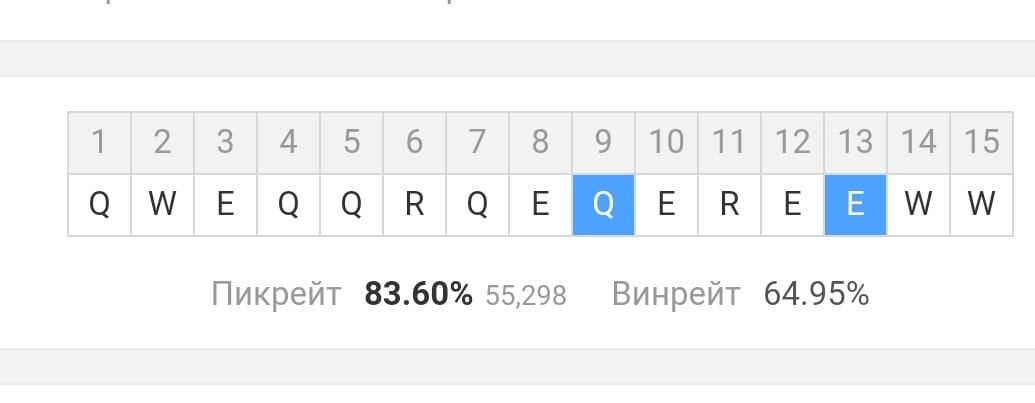 1 2 3 4 5 6 7 8 9 10 11 12 13 14 15
Q W E Q Q R Q E Q E R E E W W
Пикрейт 83.60% 55,298 Винрейт 64.95%